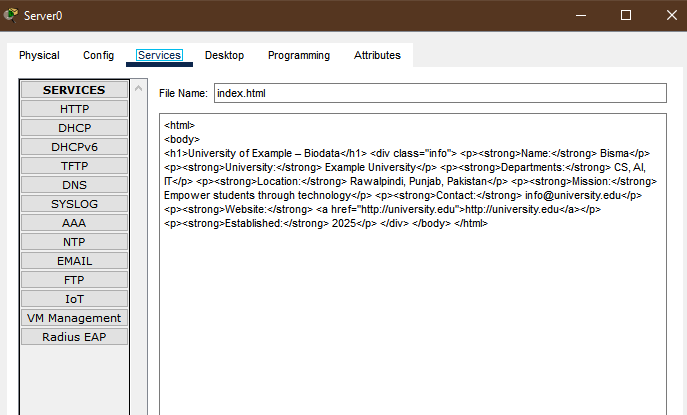 Server0
Physical Config Services Desktop Programming Attributes
SERVICES
HTTP
DHCP
DHCPv6
TFTP
DNS
SYSLOG
AAA
NTP
EMAIL
FTP
IoT
VM Management
Radius EAP
File Name: index.html
<html>
<body>
<h1>University of Example – Biodata</h1> <div class="info"> <p><strong>Name:</strong> Bisma</p>
<p><strong>University:</strong> Example University</p> <p><strong>Departments:</strong> CS, AI,
IT</p> <p><strong>Location:</strong> Rawalpindi, Punjab, Pakistan</p> <p><strong>Mission:</strong>
Empower students through technology</p> <p><strong>Contact:</strong> info@university.edu</p>
<p><strong>Website:</strong> <a href="http://university.edu">http://university.edu</a></p>
<p><strong>Established:</strong> 2025</p> </div> </body> </html>